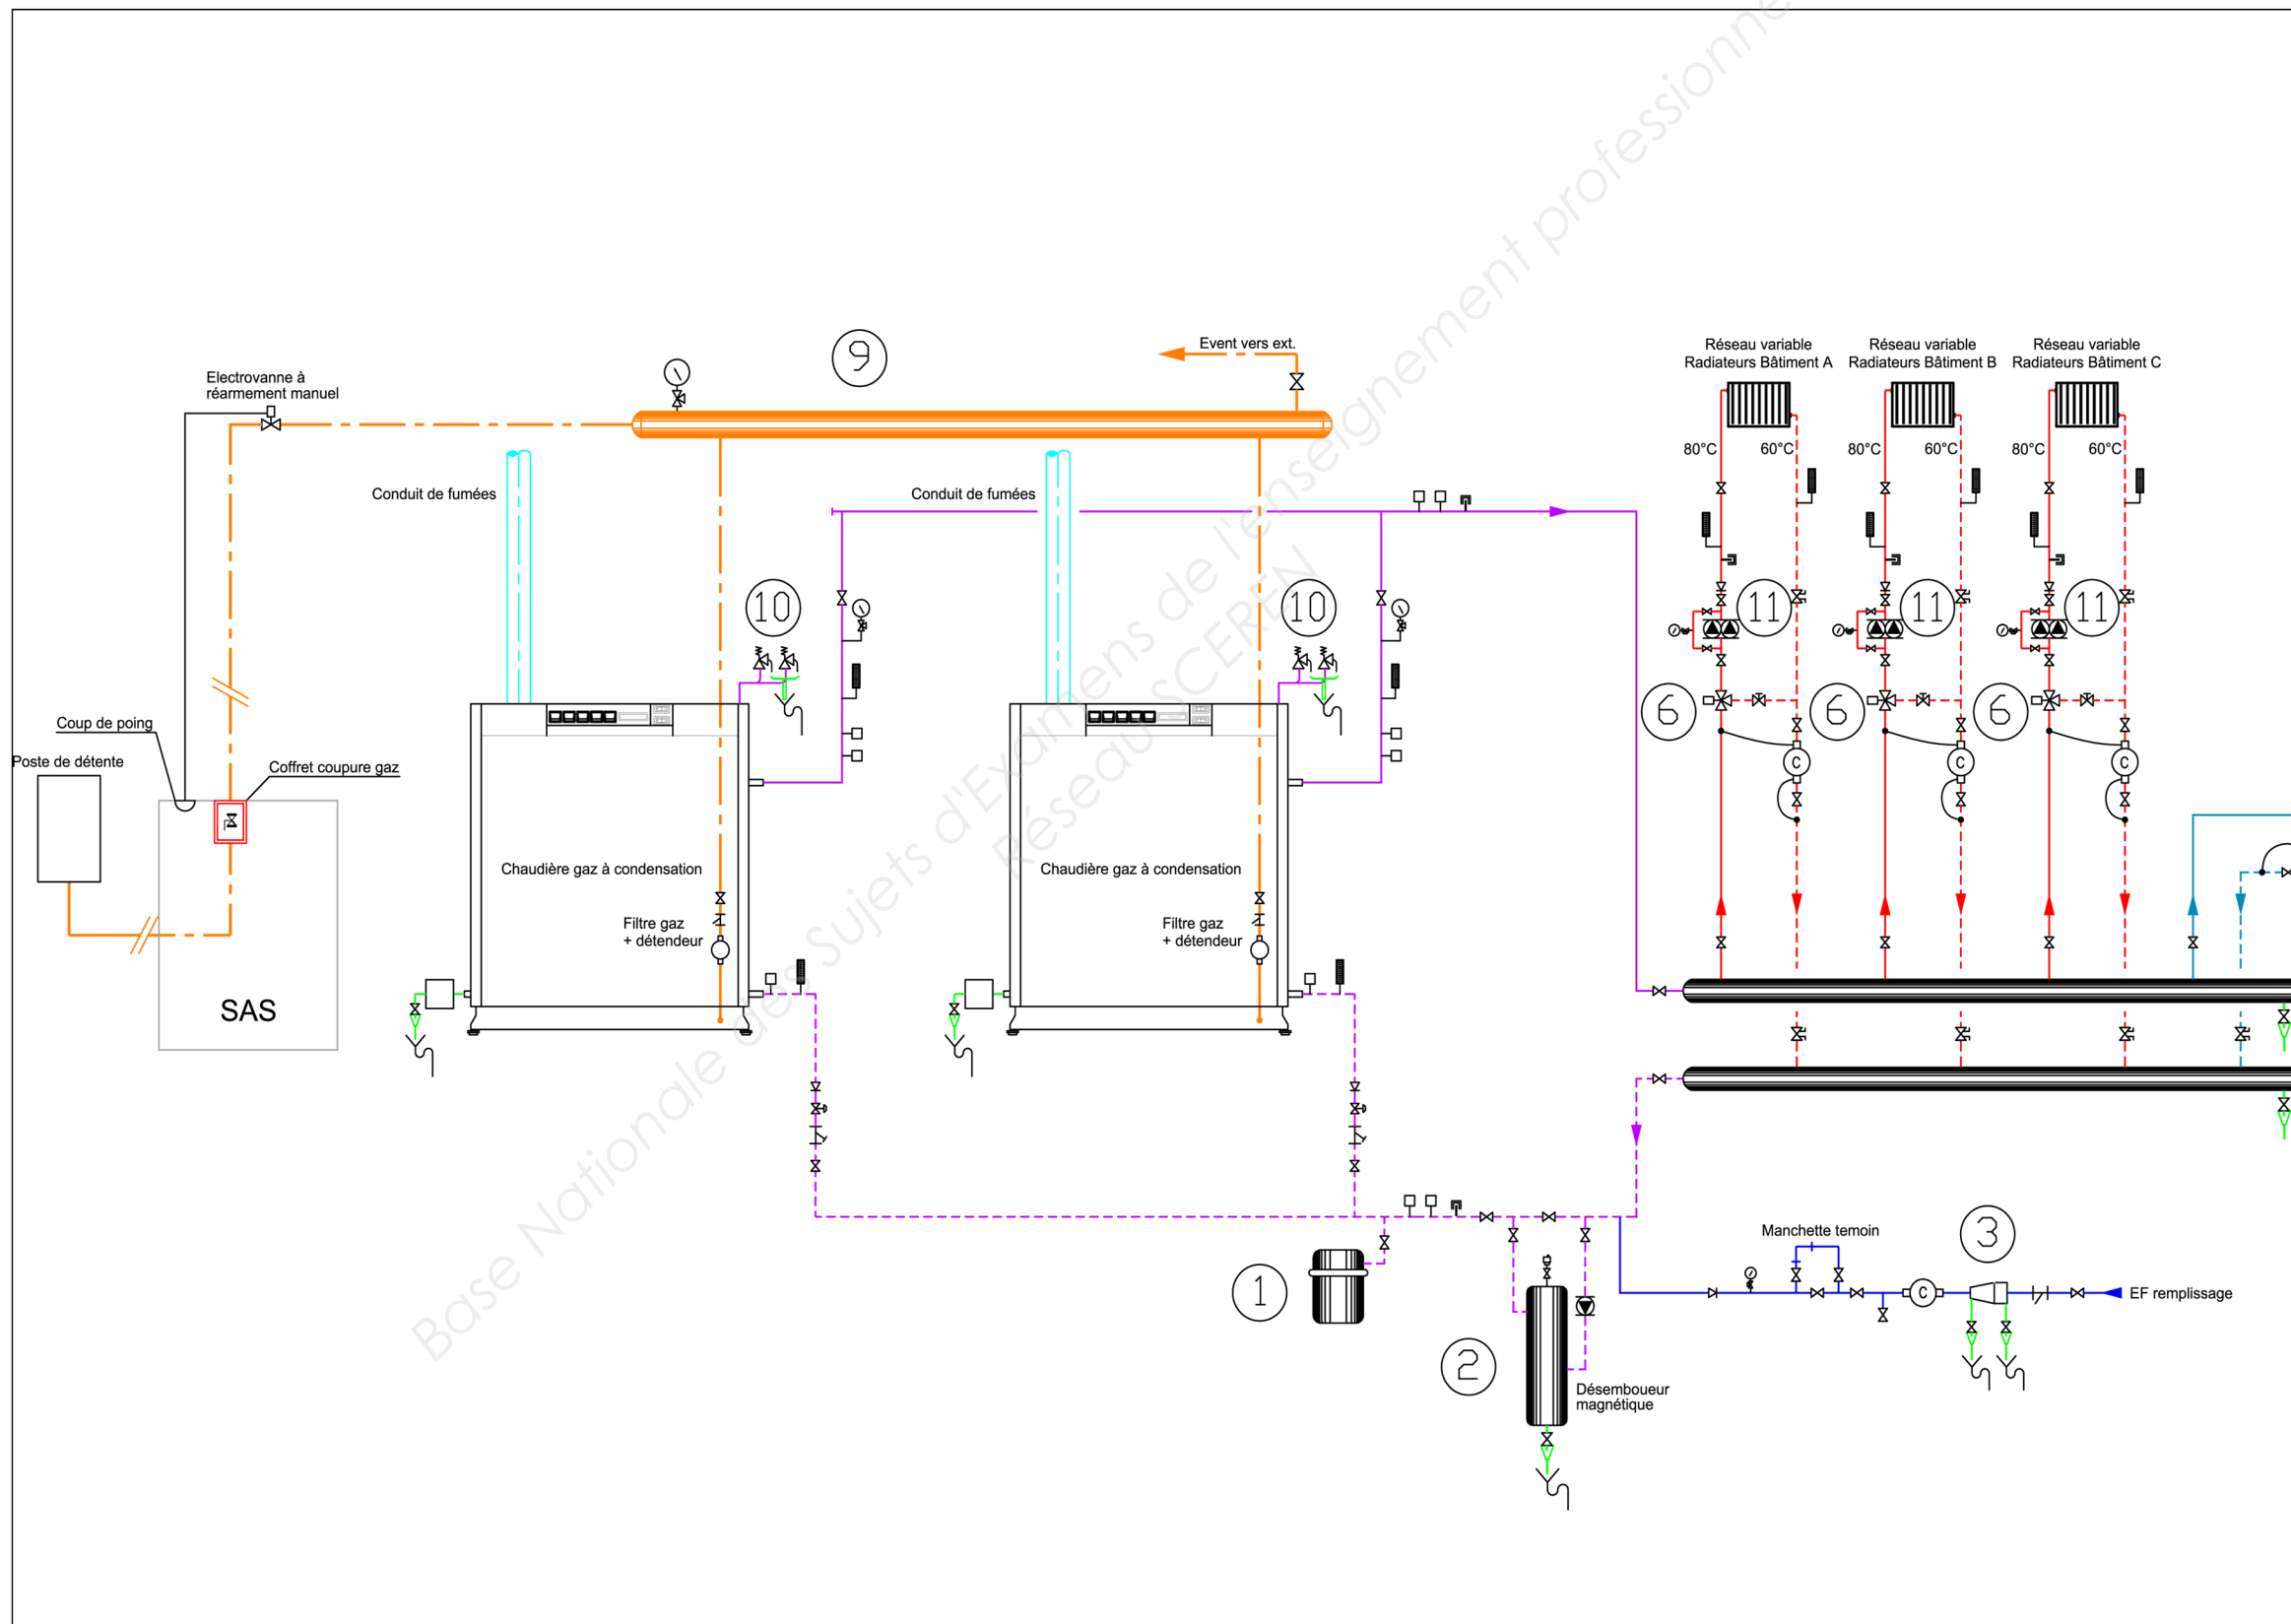 Base Nationale des Sujets d'Examens de l'enseignement professionne
Réseau SCEREN
9
Event vers ext.
Electrovanne à
réarmement manuel
Conduit de fumées
Conduit de fumées
Réseau variable
Radiateurs Bâtiment A
Réseau variable
Radiateurs Bâtiment B
Réseau variable
Radiateurs Bâtiment C
80°C
60°C
80°C
60°C
80°C
60°C
10
10
11
11
11
6
6
6
C
C
C
Coup de poing
Poste de détente
Coffret coupure gaz
SAS
Chaudière gaz à condensation
Filtre gaz
+ détendeur
Chaudière gaz à condensation
Filtre gaz
+ détendeur
1
2
Désemboueur
magnétique
Manchette temoin
3
C
EF remplissage